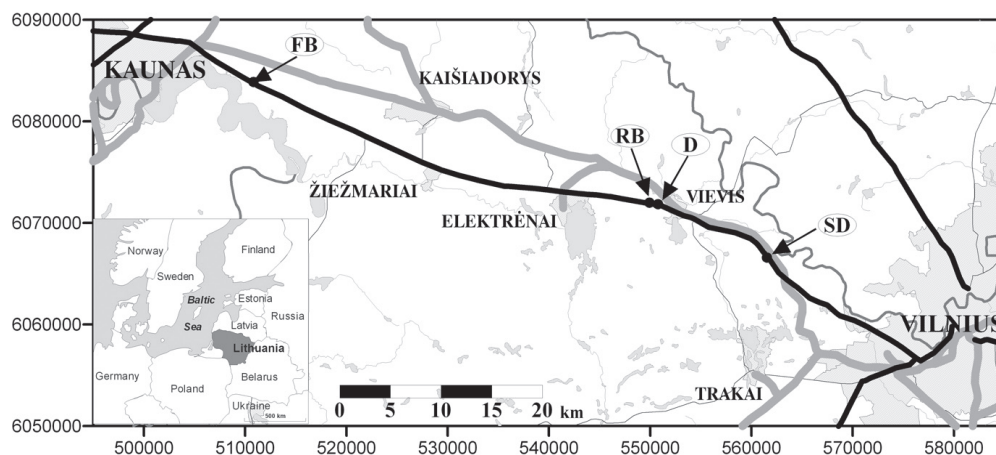 6090000
FB
KAUNAS
KAIŠIADORYS
6080000
RB
D
ŽIEŽMARIAI
VIEVIS
ELEKTRĖNAI
6070000
SD
Norway
Finland
Sweden
Baltic
Sea
Estonia
Russia
Latvia
Lithuania
6060000
VILNIUS
Germany
Poland
Belarus
Ukraine
500 km
TRAKAI
0 5 10 15 20 km
6050000
500000 510000 520000 530000 540000 550000 560000 570000 580000